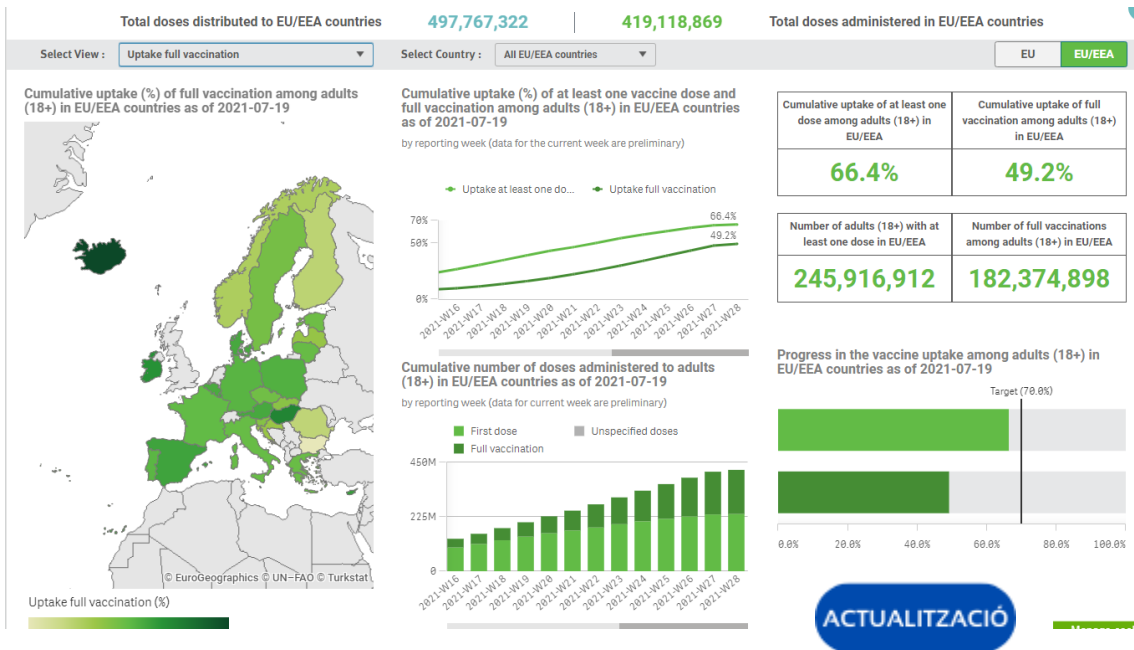 Total doses distributed to EU/EEA countries 497,767,322 419,118,869 Total doses administered in EU/EEA countries
Select View : Uptake full vaccination Select Country : All EU/EEA countries EU EU/EEA
Cumulative uptake (%) of full vaccination among adults
(18+) in EU/EEA countries as of 2021-07-19
© EuroGeographics © UN-FAO © Turkstat
Uptake full vaccination (%)
Cumulative uptake (%) of at least one vaccine dose and
full vaccination among adults (18+) in EU/EEA countries
as of 2021-07-19
by reporting week (data for the current week are preliminary)
Uptake at least one do... Uptake full vaccination
70%
50%
0%
66.4%
49.2%
2021-W16 2021-W17 2021-W18 2021-W19 2021-W20 2021-W21 2021-W22 2021-W23 2021-W24 2021-W25 2021-W26 2021-W27 2021-W28
Cumulative number of doses administered to adults
(18+) in EU/EEA countries as of 2021-07-19
by reporting week (data for current week are preliminary)
First dose Unspecified doses
Full vaccination
450M
225M
0
2021-W16 2021-W17 2021-W18 2021-W19 2021-W20 2021-W21 2021-W22 2021-W23 2021-W24 2021-W25 2021-W26 2021-W27 2021-W28
Cumulative uptake of at least one
dose among adults (18+) in
EU/EEA
66.4%
Cumulative uptake of full
vaccination among adults (18+)
in EU/EEA
49.2%
Number of adults (18+) with at
least one dose in EU/EEA
245,916,912
Number of full vaccinations
among adults (18+) in EU/EEA
182,374,898
Progress in the vaccine uptake among adults (18+) in
EU/EEA countries as of 2021-07-19
Target (70.0%)
0.0% 20.0% 40.0% 60.0% 80.0% 100.0%
ACTUALITZACIÓ